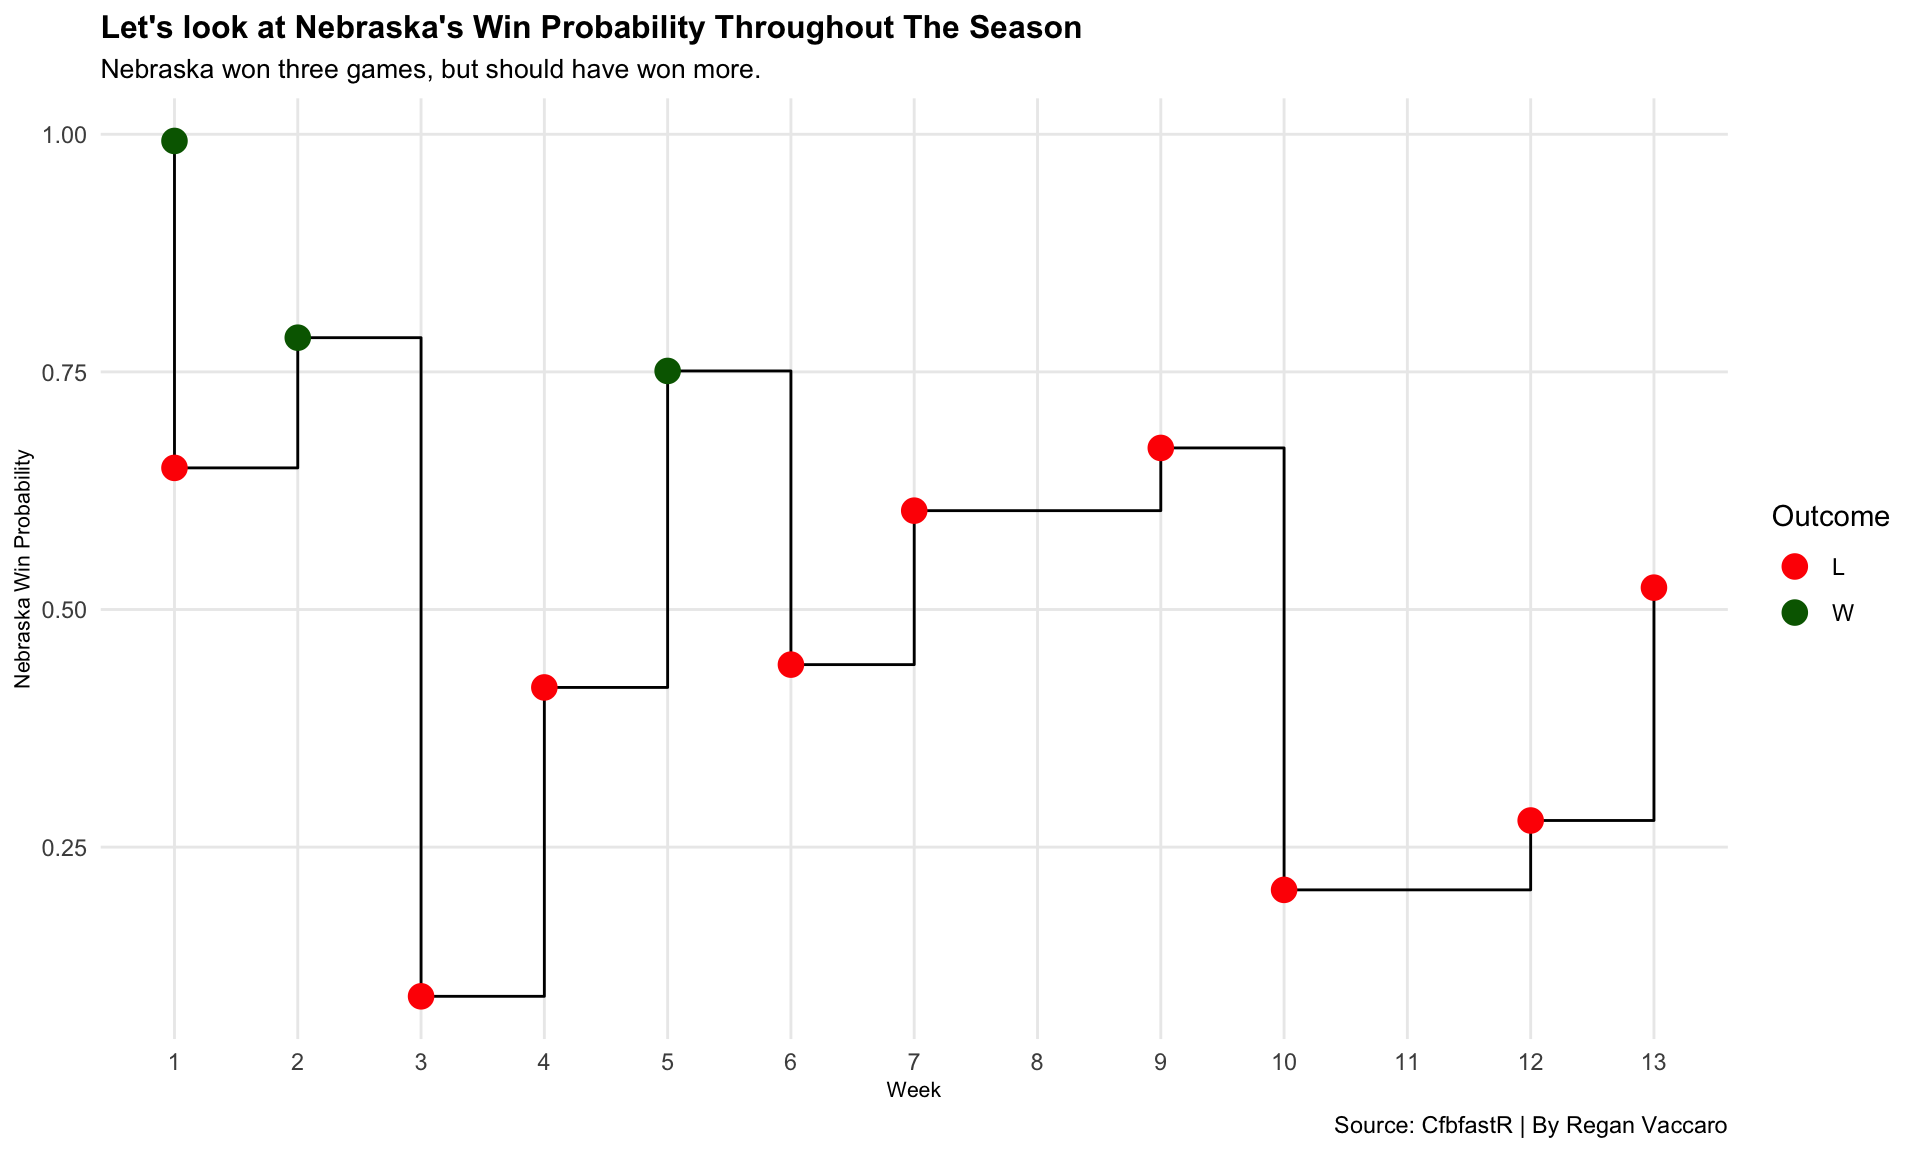 Let's look at Nebraska's Win Probability Throughout The Season
Nebraska won three games, but should have won more.
Nebraska Win Probability
1.00
0.75
0.50
0.25
1 2 3 4 5 6 7 8 9 10 11 12 13
Week
Outcome
L
W
Source: CfbfastR | By Regan Vaccaro